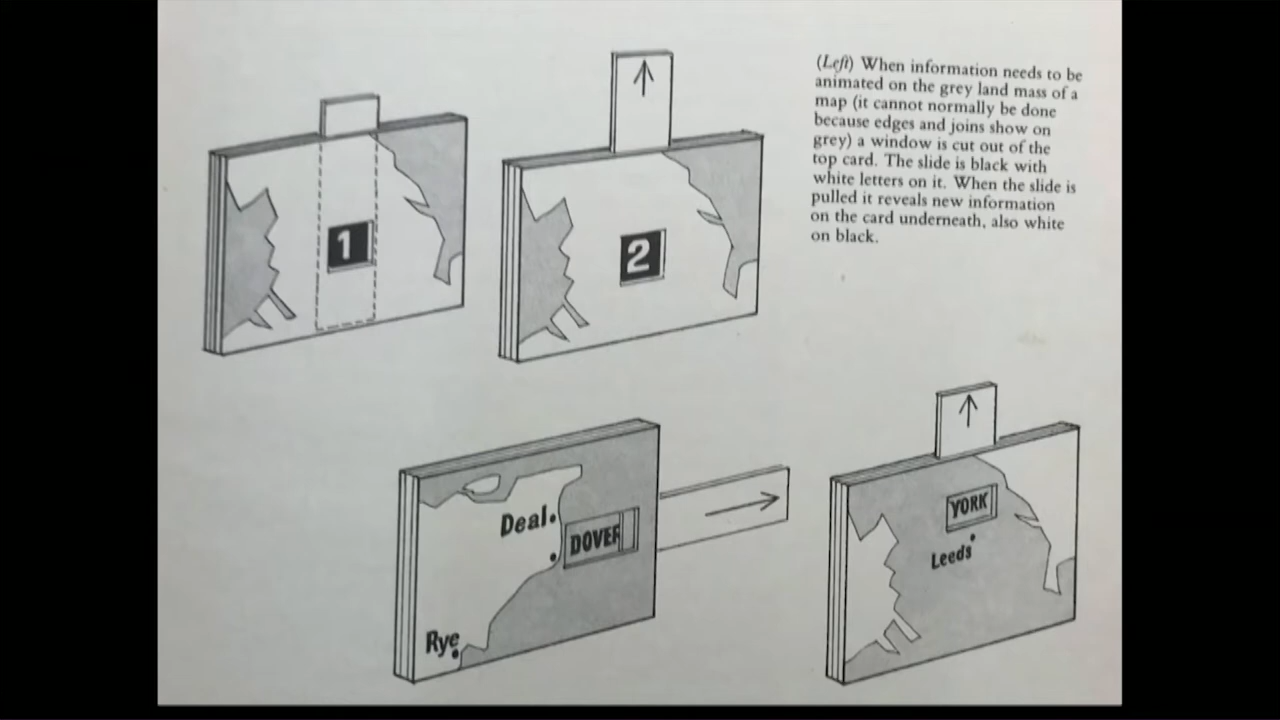 (Left) When information needs to be
animated on the grey land mass of a
map (it cannot normally be done
because edges and joins show on
grey) a window is cut out of the
top card. The slide is black with
white letters on it. When the slide is
pulled it reveals new information
on the card underneath, also white
on black.
1
2
Deal
DOVER
Rye
YORK
Leeds